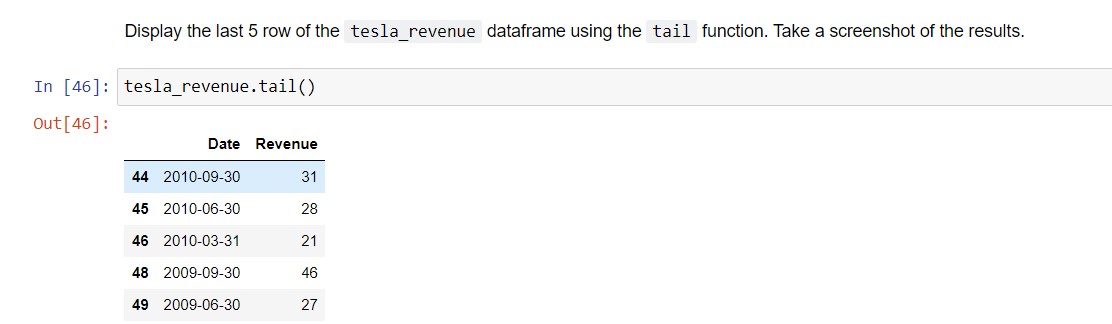 Display the last 5 row of the tesla_revenue dataframe using the tail function. Take a screenshot of the results.
In [46]: tesla_revenue.tail()
Out[46]:
Date Revenue
44 2010-09-30 31
45 2010-06-30 28
46 2010-03-31 21
48 2009-09-30 46
49 2009-06-30 27